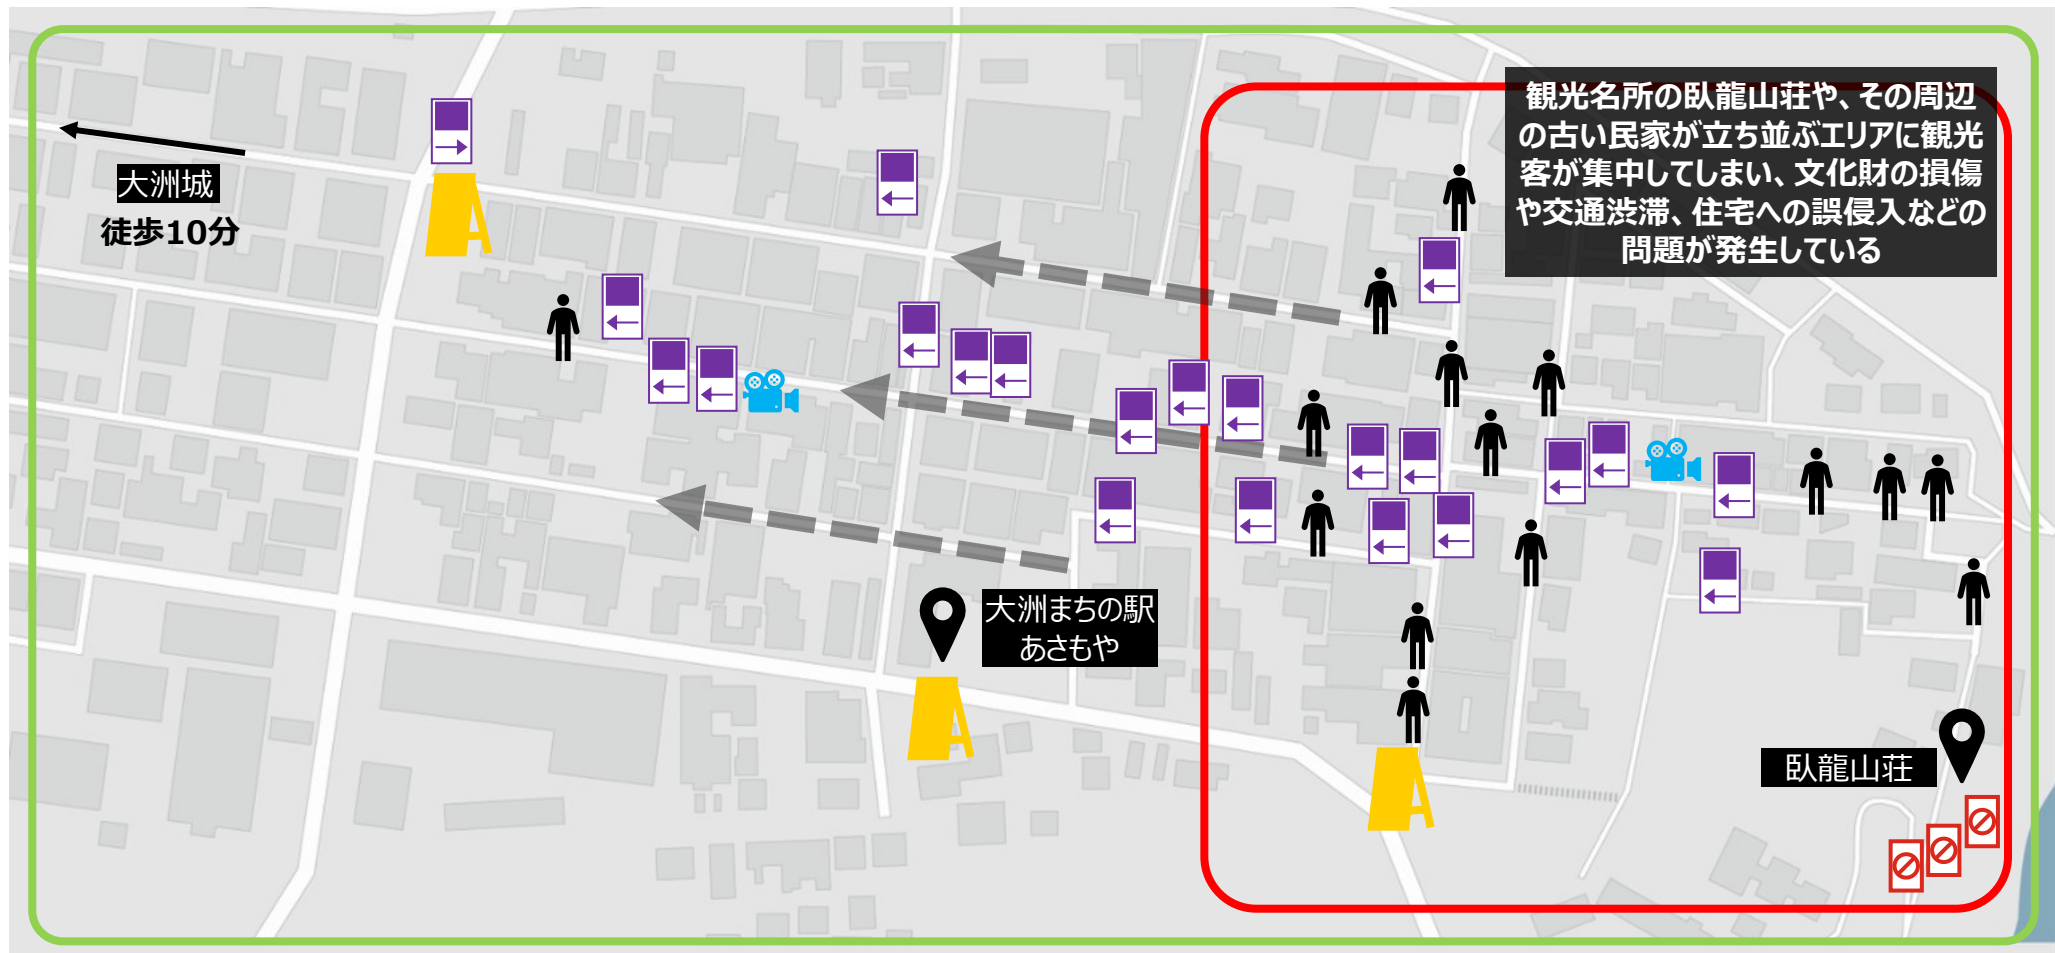 観光名所の臥龍山荘や、その周辺
の古い民家が立ち並ぶエリアに観光
客が集中してしまい、文化財の損傷
や交通渋滞、住宅への誤侵入などの
問題が発生している
大洲城
徒歩10分
大洲まちの駅
あさもや
臥龍山荘